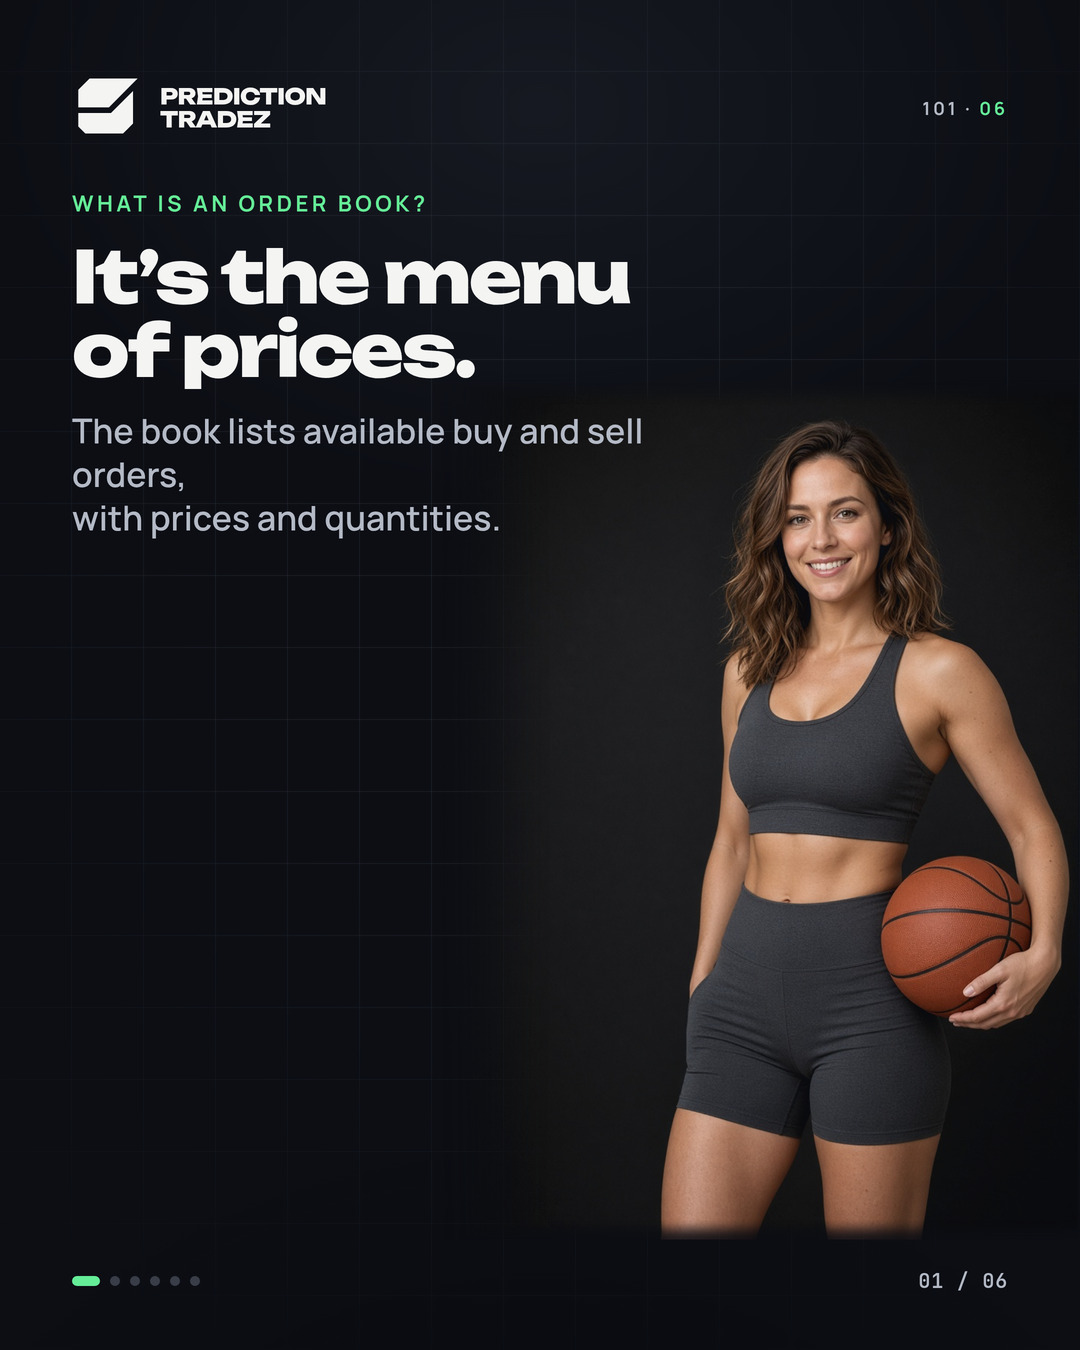 PREDICTION
TRADEZ
101 · 06
WHAT IS AN ORDER BOOK?
It’s the menu
of prices.
The book lists available buy and sell
orders,
with prices and quantities.
01 / 06